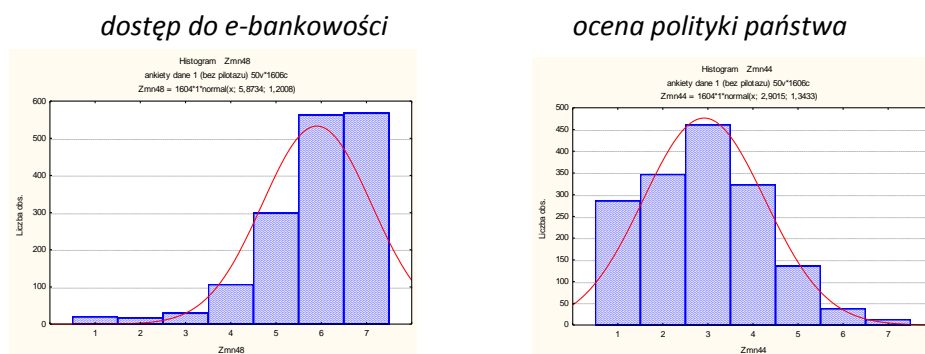 dostęp do e-bankowości
ocena polityki państwa
Histogram Zmn48
ankiety dane 1 (bez pilotazu) 50v*1606c
Zmn48 = 1604*1*normal(x; 5,8734; 1,2008)
600
500
400
300
200
100
0
Liczba obs.
1 2 3 4 5 6 7
Zmn48
Histogram Zmn44
ankiety dane 1 (bez pilotazu) 50v*1606c
Zmn44 = 1604*1*normal(x; 2,9015; 1,3433)
500
450
400
350
300
250
200
150
100
50
0
Liczba obs.
1 2 3 4 5 6 7
Zmn44